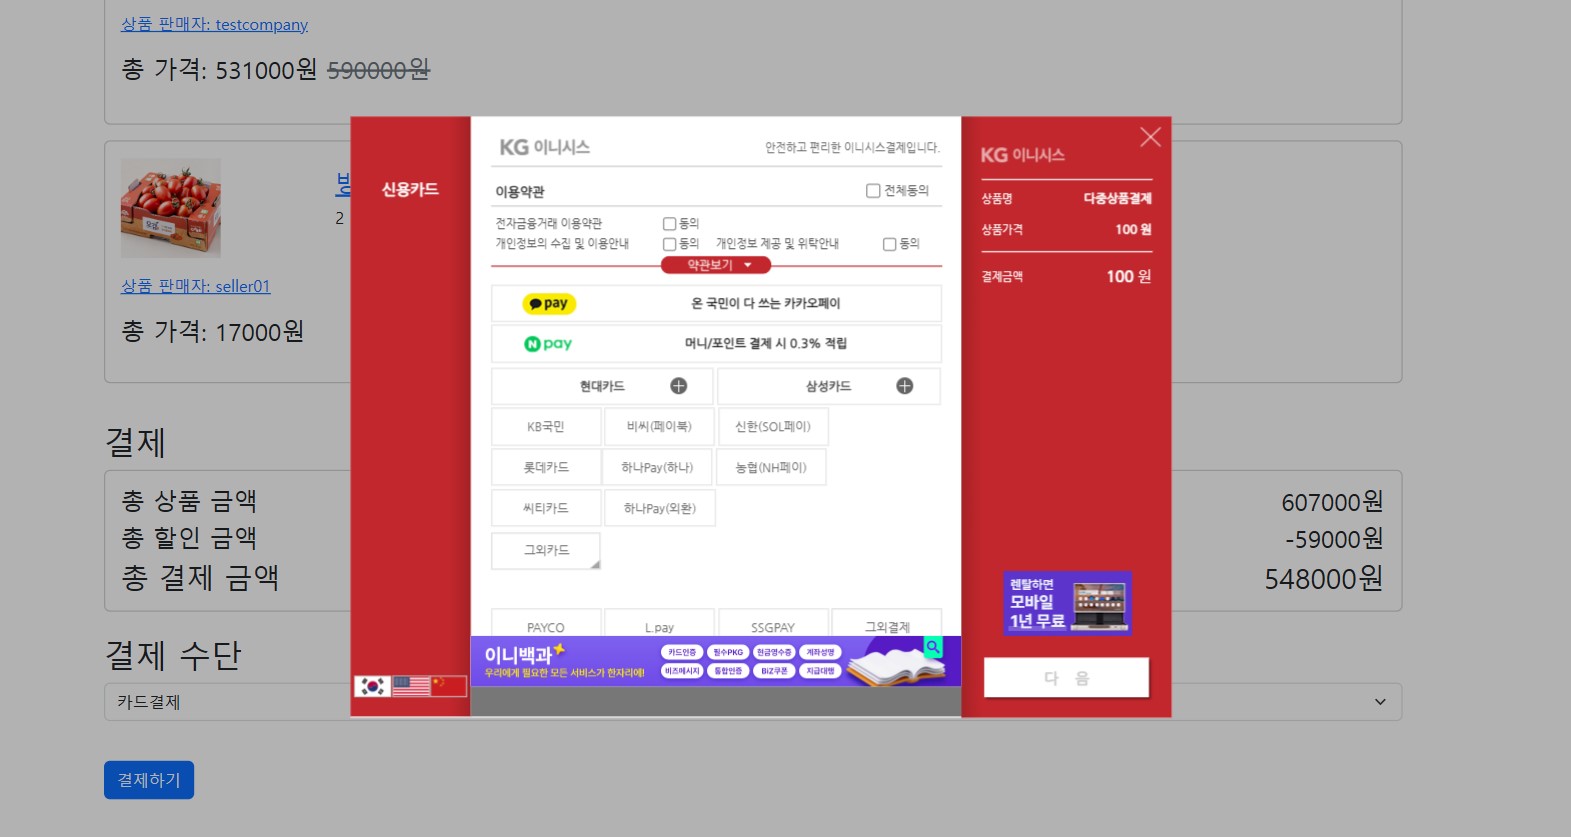 상품 판매자: testcompany
총 가격: 531000원 590000원
2
상품 판매자: seller01
총 가격: 17000원
결제
총 상품 금액 607000원
총 할인 금액 -59000원
총 결제 금액 548000원
결제 수단
카드결제
결제하기
신용카드
KG 이니시스
안전하고 편리한 이니시스결제입니다.
이용약관
전체동의
전자금융거래 이용약관 동의
개인정보의 수집 및 이용안내 동의 개인정보 제공 및 위탁안내 동의
약관보기
pay 온 국민이 다 쓰는 카카오페이
N pay 머니/포인트 결제 시 0.3% 적립
현대카드 삼성카드
KB국민 비씨(페이북) 신한(SOL페이)
롯데카드 하나Pay(하나) 농협(NH페이)
씨티카드 하나Pay(외환)
그외카드
PAYCO L.pay SSGPAY 그외결제
이니백과
우리에게 필요한 모든 서비스가 한자리에!
카드인증 필수PKG 현금영수증 계좌성명
비즈메시지 통합인증 BIZ쿠폰 지급대행
KG 이니시스
상품명 다중상품결제
상품가격 100 원
결제금액 100 원
렌탈하면
모바일
1년 무료
다 음